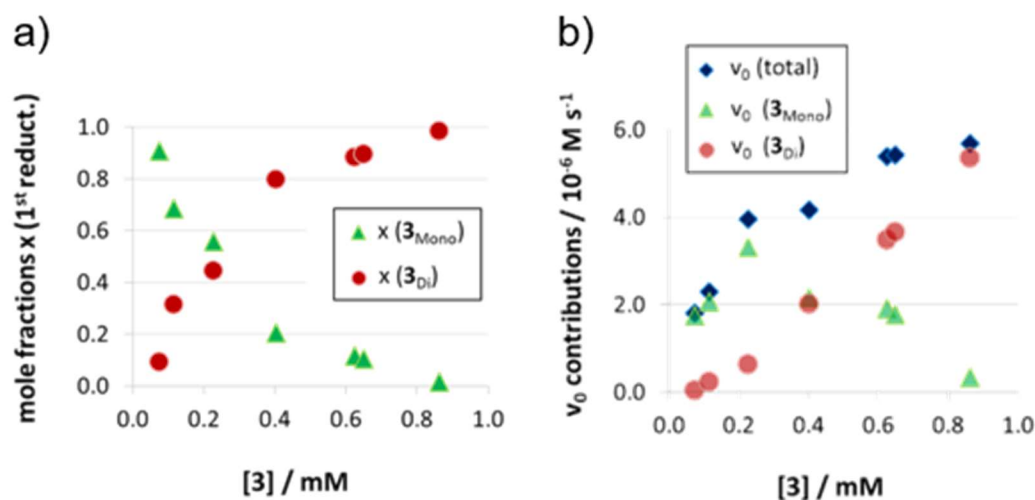 a)
mole fractions x (1st reduct.)
1.0
0.8
0.6
0.4
0.2
0.0
x (3Mono)
x (3Di)
0.0 0.2 0.4 0.6 0.8 1.0
[3] / mM
b)
v0 (total)
v0 (3Mono)
v0 (3Di)
v0 contributions / 10-6 M s-1
6.0
4.0
2.0
0.0
0.0 0.2 0.4 0.6 0.8 1.0
[3] / mM